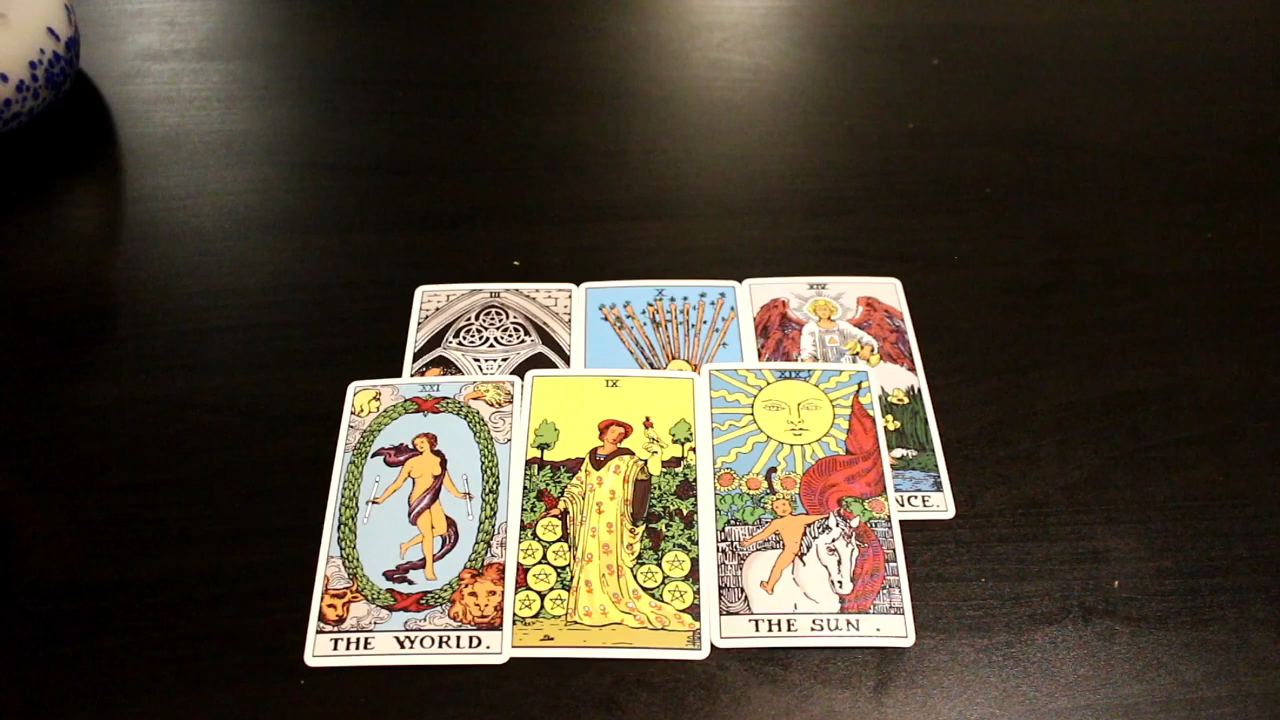 III
X
XIV
XXI
IX
XIX
NCE.
THE WORLD.
THE SUN .